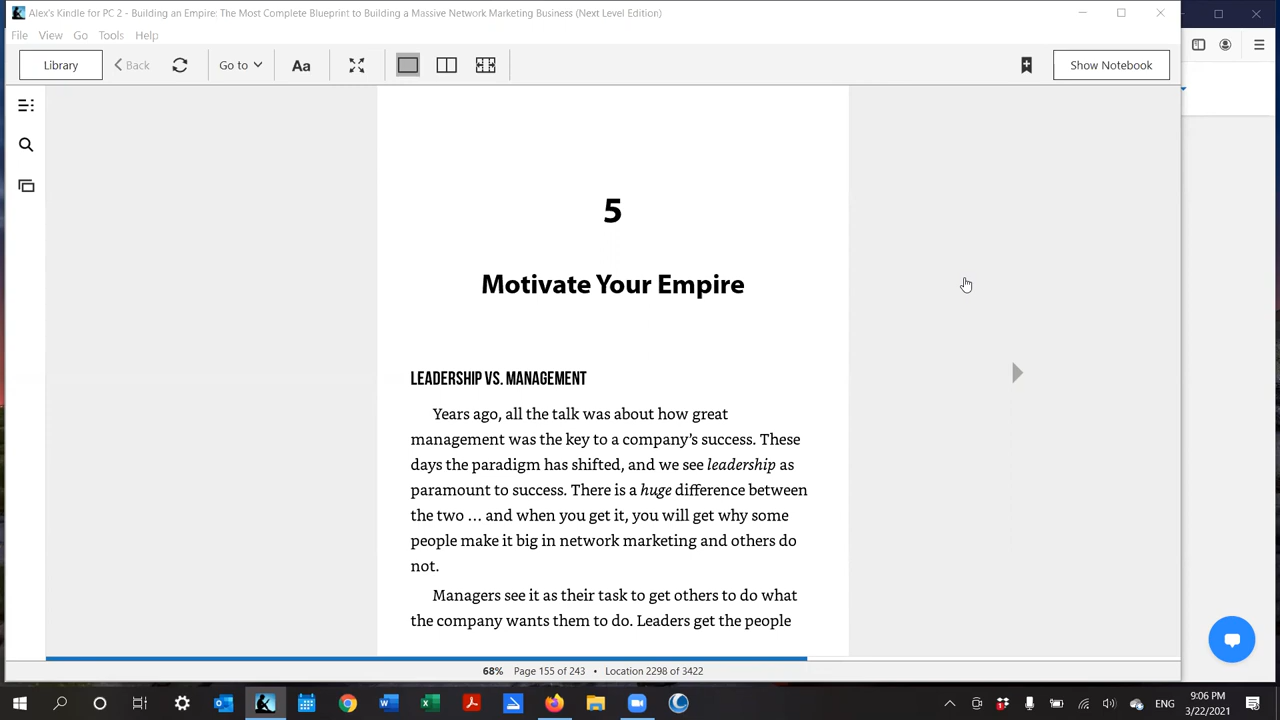 Alex's Kindle for PC 2 - Building an Empire: The Most Complete Blueprint to Building a Massive Network Marketing Business (Next Level Edition)
File View Go Tools Help
Library Back Go to Aa Show Notebook
5
Motivate Your Empire
LEADERSHIP VS. MANAGEMENT
Years ago, all the talk was about how great
management was the key to a company's success. These
days the paradigm has shifted, and we see leadership as
paramount to success. There is a huge difference between
the two ... and when you get it, you will get why some
people make it big in network marketing and others do
not.
Managers see it as their task to get others to do what
the company wants them to do. Leaders get the people
68% Page 155 of 243 • Location 2298 of 3422
ENG
9:06 PM
3/22/2021